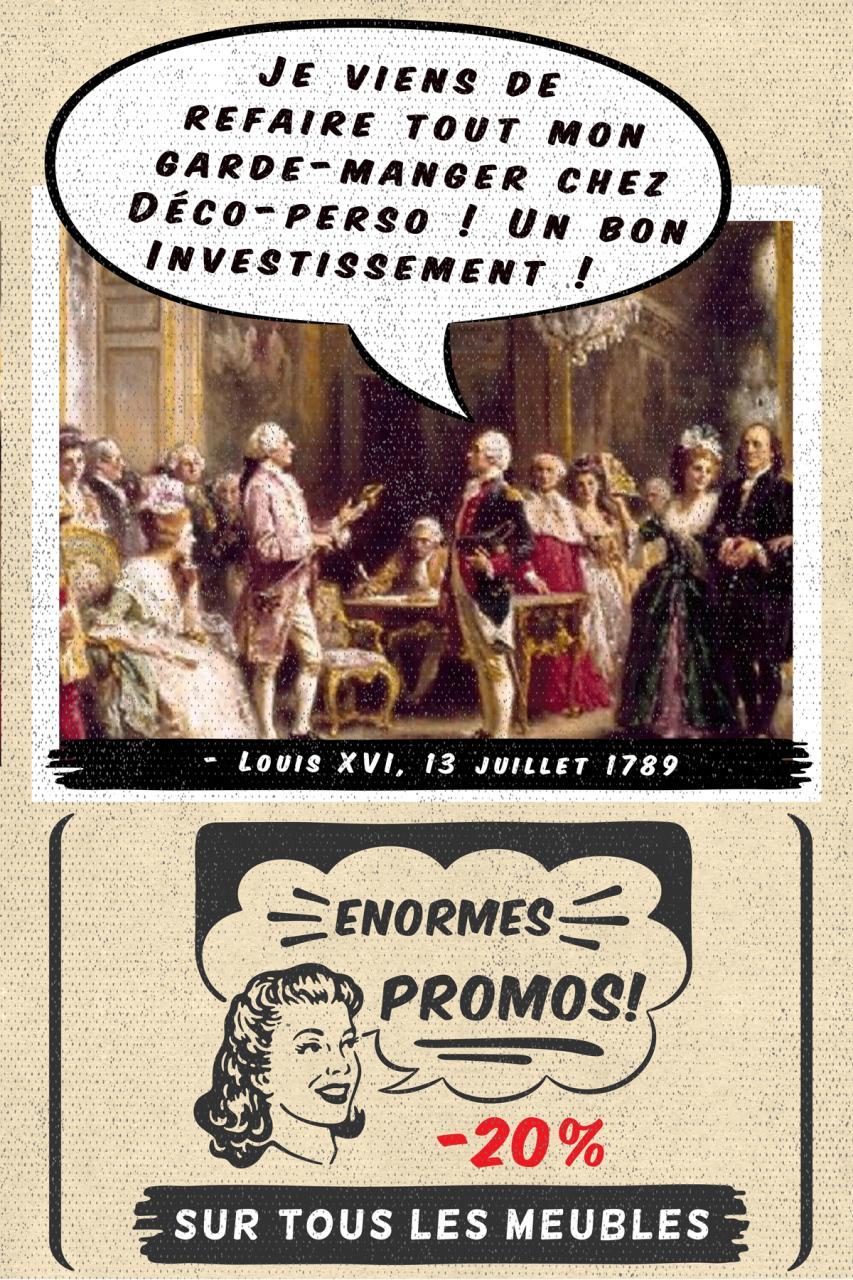 Je viens de
refaire tout mon
garde-manger chez
Déco-perso ! Un bon
Investissement !
- Louis XVI, 13 juillet 1789
ENORMES
PROMOS!
-20%
SUR TOUS LES MEUBLES